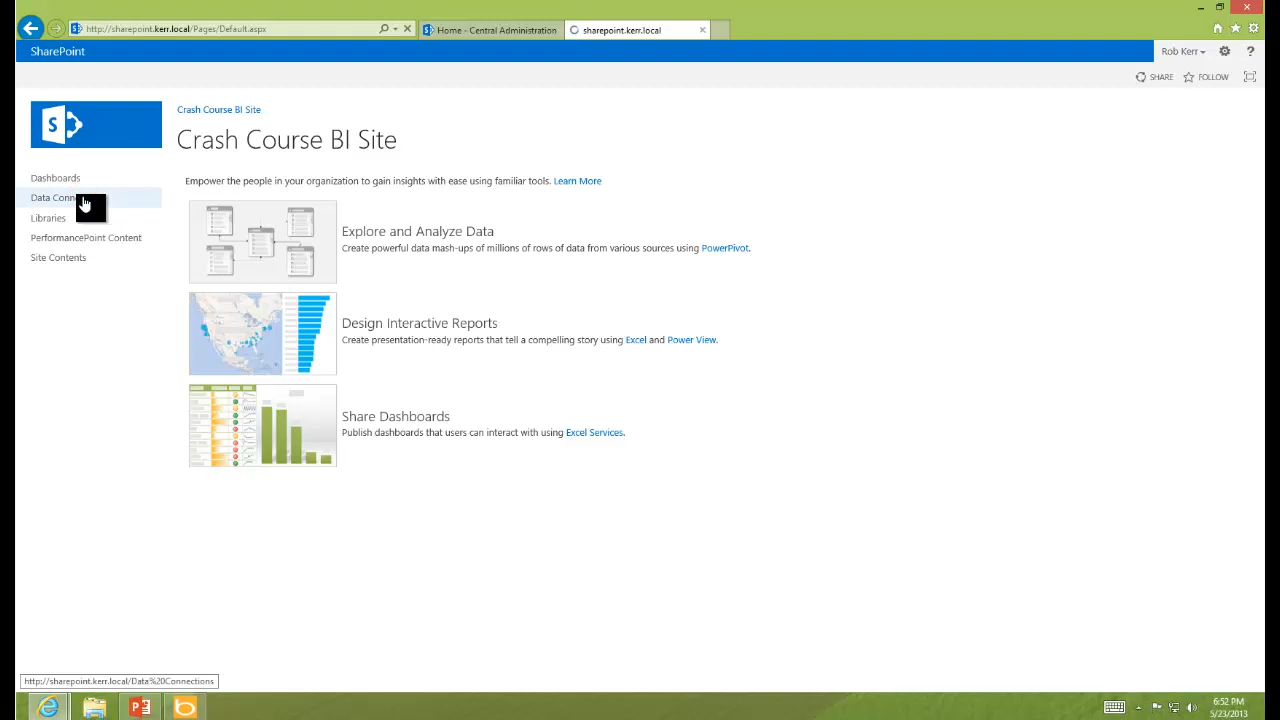 http://sharepoint.kerr.local/Pages/Default.aspx
Home - Central Administration
sharepoint.kerr.local
SharePoint
Rob Kerr
?
SHARE
FOLLOW
S
Crash Course BI Site
Crash Course BI Site
Dashboards
Data Conn
Libraries
PerformancePoint Content
Site Contents
Empower the people in your organization to gain insights with ease using familiar tools. Learn More
Explore and Analyze Data
Create powerful data mash-ups of millions of rows of data from various sources using PowerPivot.
Design Interactive Reports
Create presentation-ready reports that tell a compelling story using Excel and Power View.
Share Dashboards
Publish dashboards that users can interact with using Excel Services.
http://sharepoint.kerr.local/Data%20Connections
6:52 PM
5/23/2013